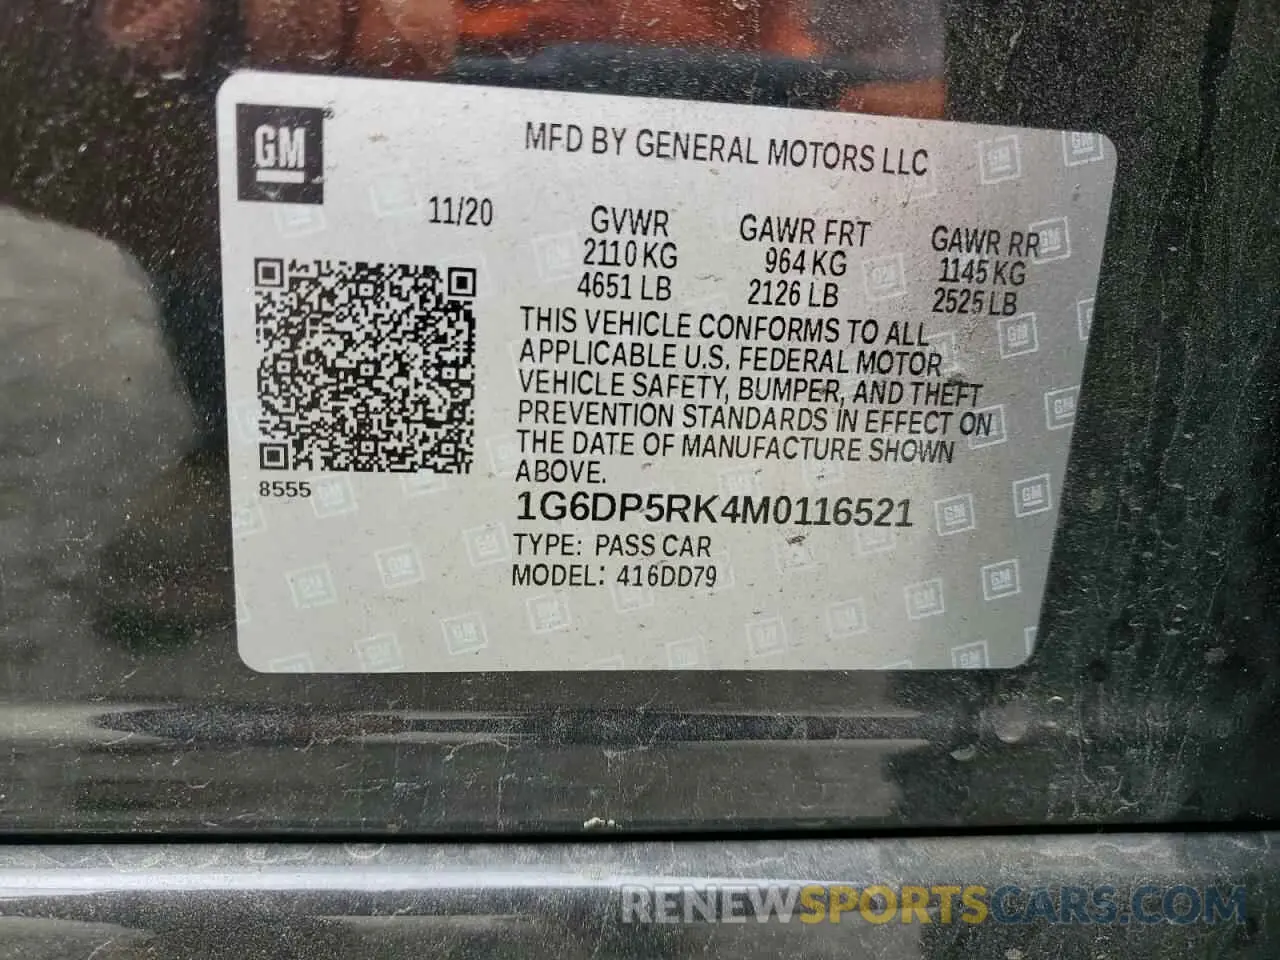 GM
MFD BY GENERAL MOTORS LLC
11/20
GVWR
2110 KG
4651 LB
GAWR FRT
964 KG
2126 LB
GAWR RR
1145 KG
2525 LB
THIS VEHICLE CONFORMS TO ALL
APPLICABLE U.S. FEDERAL MOTOR
VEHICLE SAFETY, BUMPER, AND THEFT
PREVENTION STANDARDS IN EFFECT ON
THE DATE OF MANUFACTURE SHOWN
ABOVE.
8555
1G6DP5RK4M0116521
TYPE: PASS CAR
MODEL: 416DD79
RENEWSPORTSCARS.COM